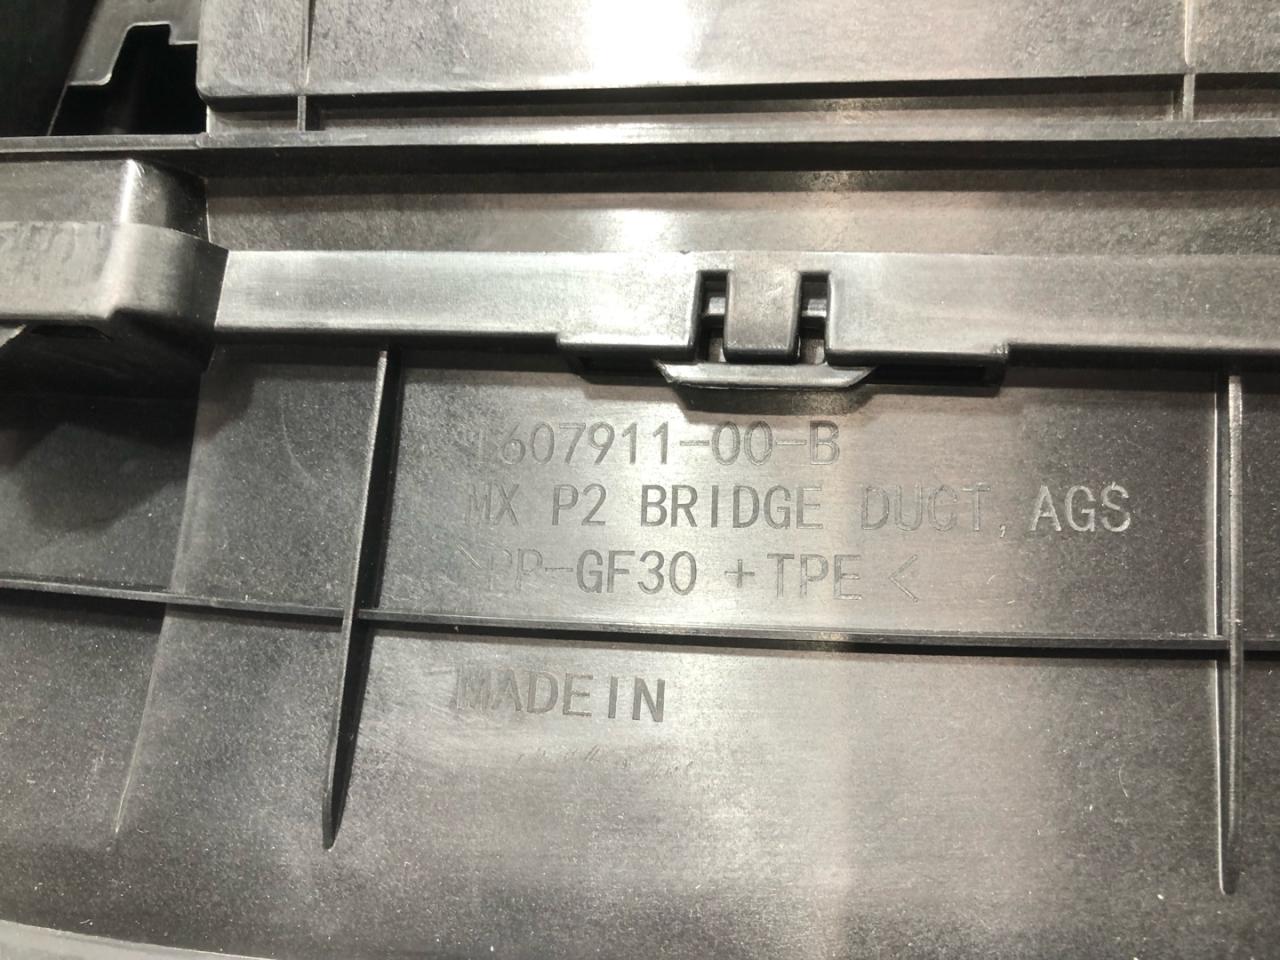 1607911-00-B
MX P2 BRIDGE DUCT, AGS
>PP-GF30 +TPE<
MADE IN